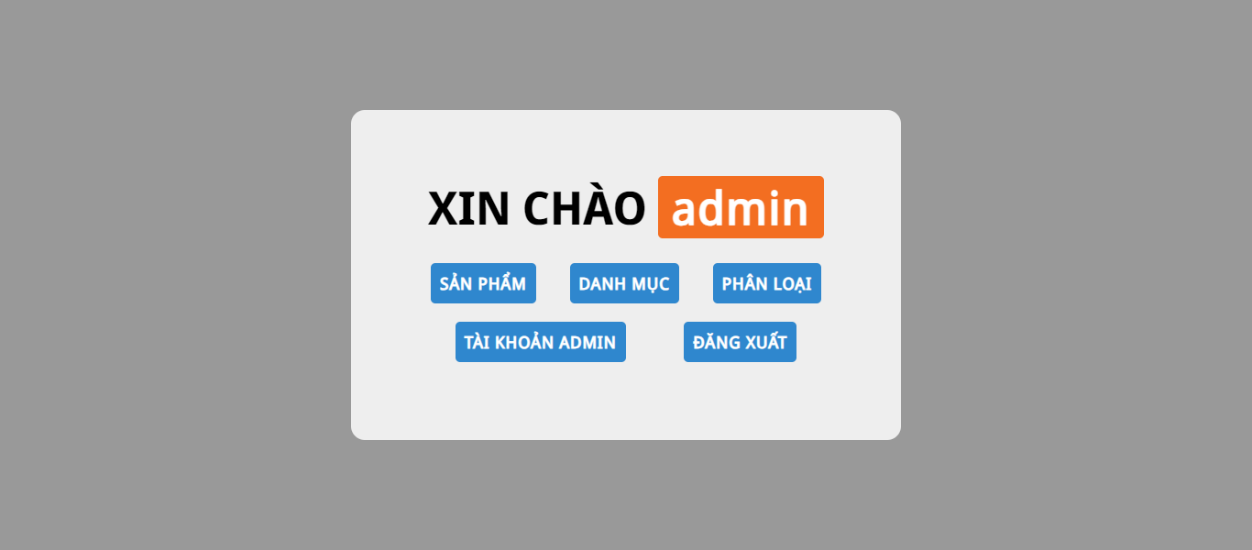 XIN CHÀO admin
SẢN PHẨM DANH MỤC PHÂN LOẠI
TÀI KHOẢN ADMIN ĐĂNG XUẤT